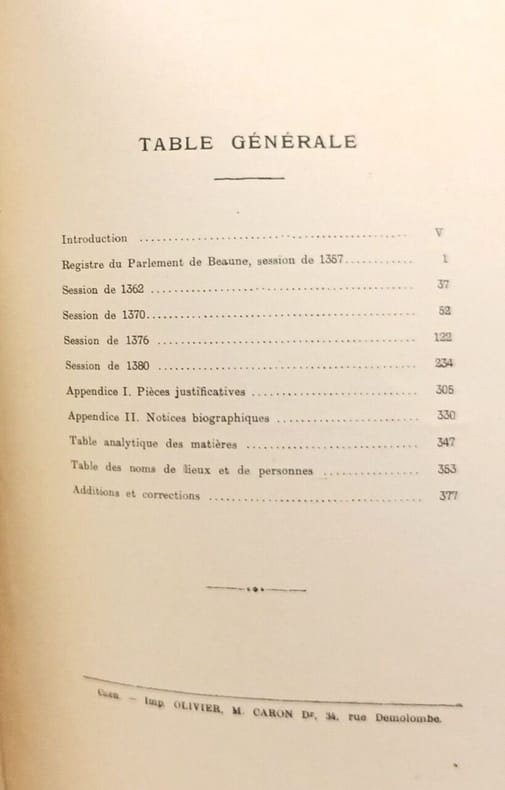 TABLE GÉNÉRALE
Introduction ........................................ V
Registre du Parlement de Beaune, session de 1357............ 1
Session de 1362 ........................................ 37
Session de 1370........................................ 52
Session de 1376 ........................................ 122
Session de 1380 ........................................ 234
Appendice I. Pièces justificatives ......................... 305
Appendice II. Notices biographiques ...................... 330
Table analytique des matières .......................... 347
Table des noms de lieux et de personnes ............... 353
Additions et corrections ................................ 377
Caen. — Imp. OLIVIER, M. CARON Dr, 34, rue Demolombe.